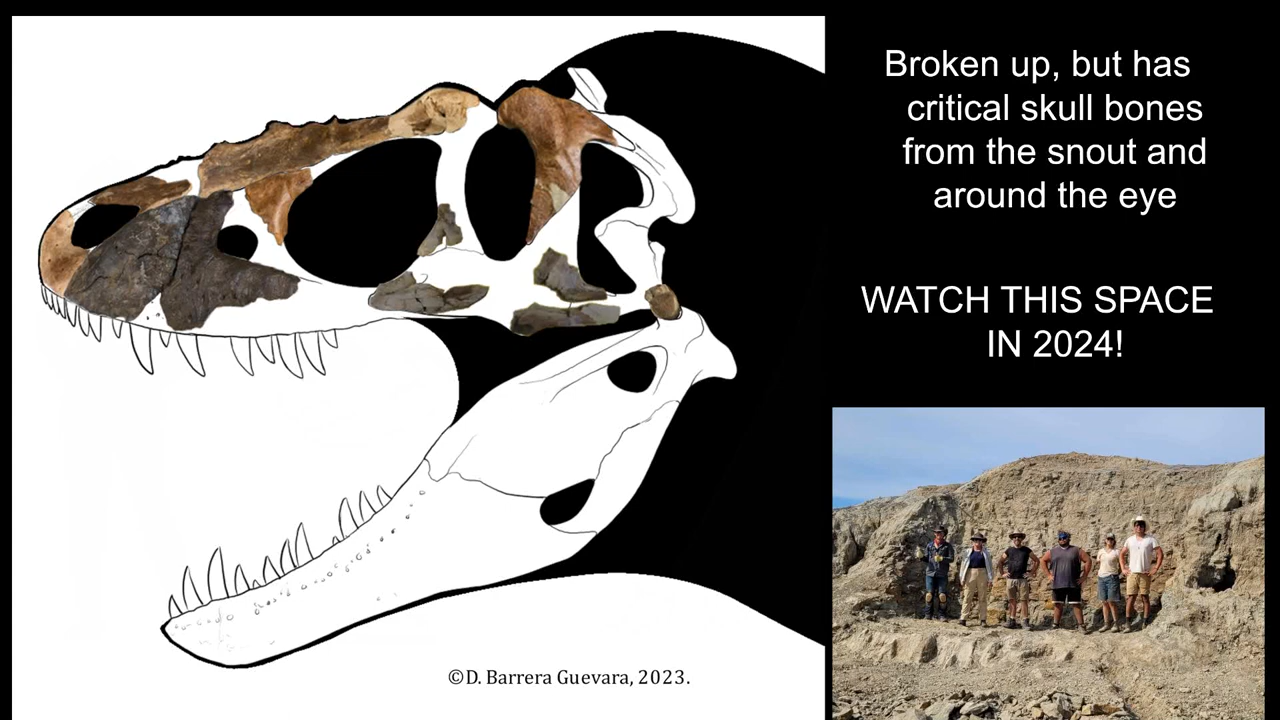 Broken up, but has
critical skull bones
from the snout and
around the eye
WATCH THIS SPACE
IN 2024!
©D. Barrera Guevara, 2023.